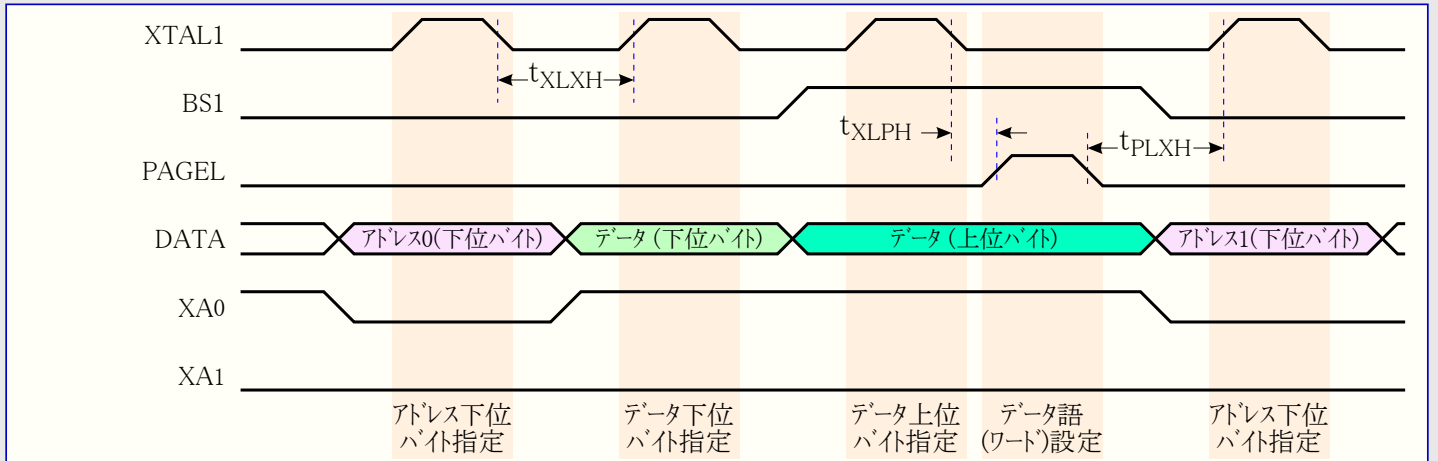 XTAL1
tXLXH
BS1
tXLPH
tPLXH
PAGEL
DATA
アドレス0(下位バイト)
データ (下位バイト)
データ (上位バイト)
アドレス1(下位バイト)
XA0
XA1
アドレス下位
バイト指定
データ下位
バイト指定
データ上位
バイト指定
データ語
(ワード)設定
アドレス下位
バイト指定